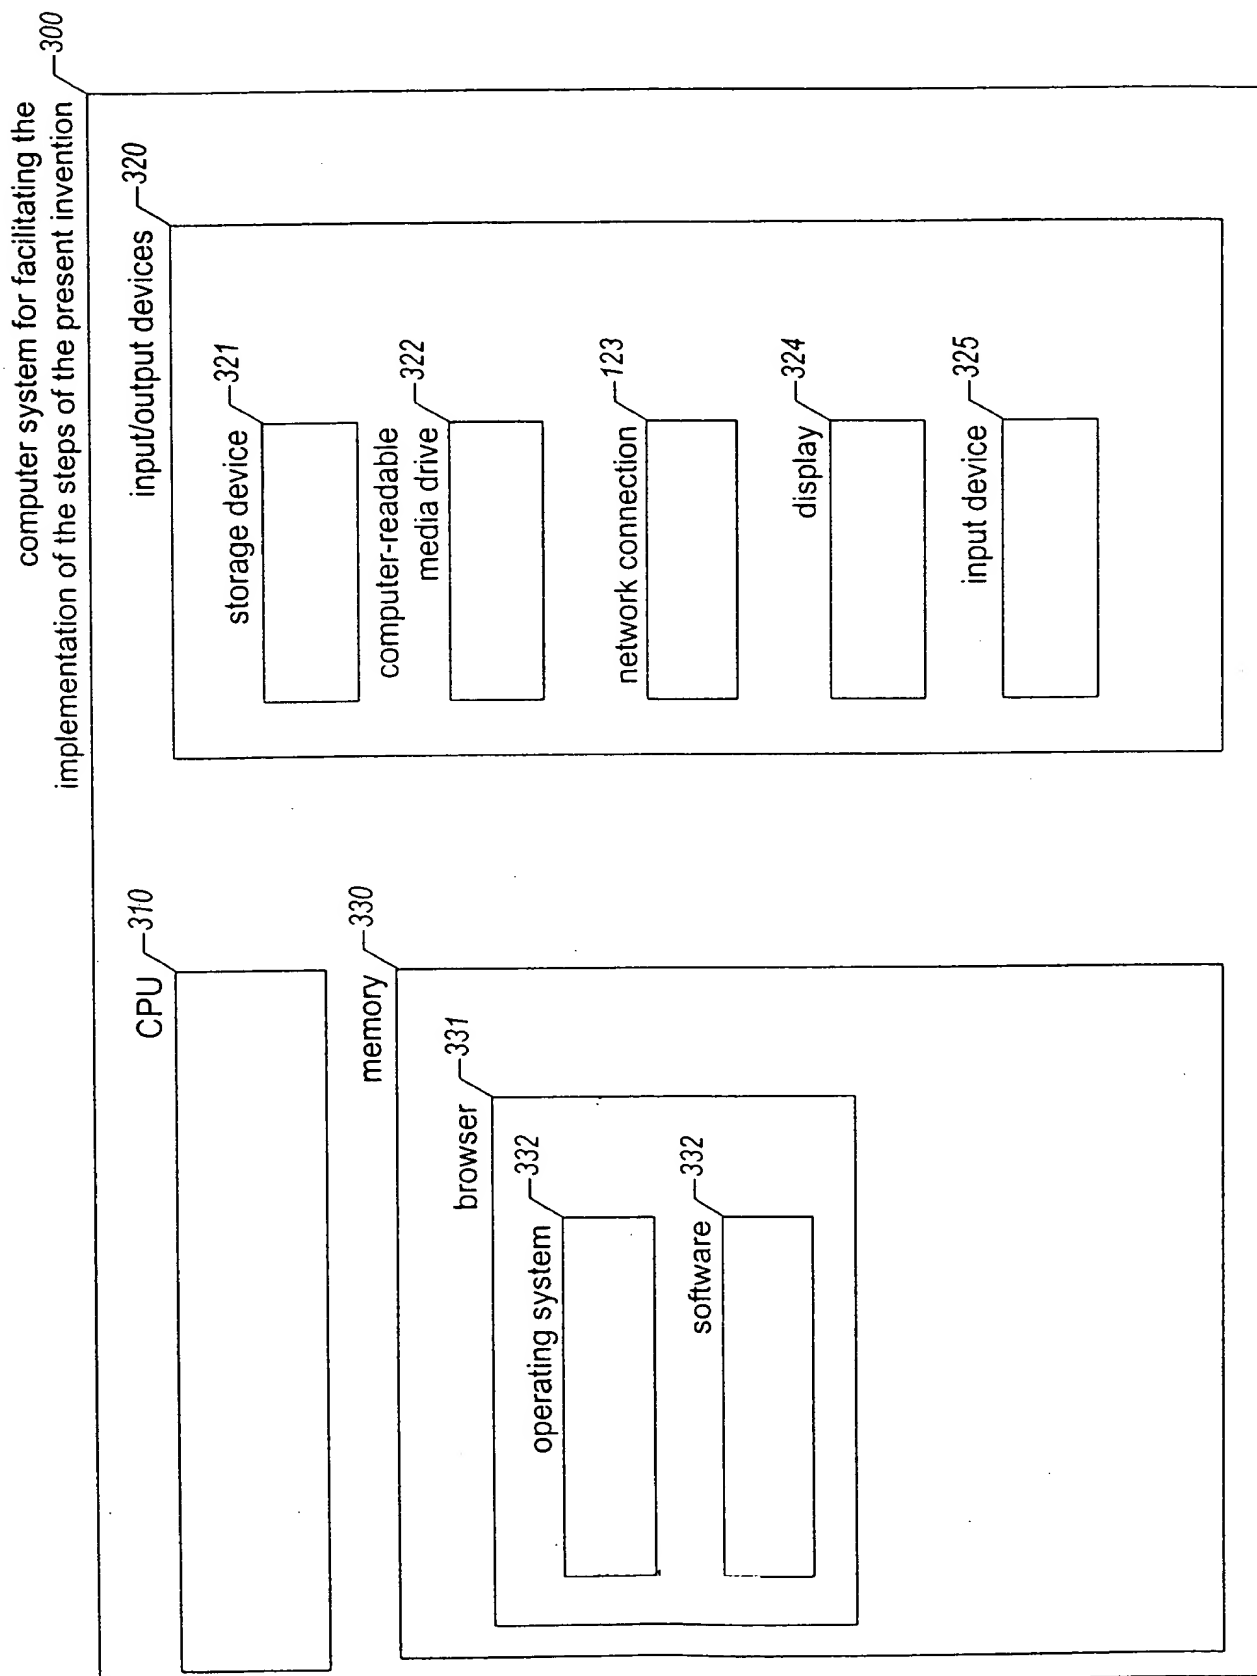 computer system for facilitating the
implementation of the steps of the present invention
300
CPU
310
memory
330
browser
331
operating system
332
software
332
input/output devices
320
storage device
321
computer-readable
media drive
322
network connection
123
display
324
input device
325